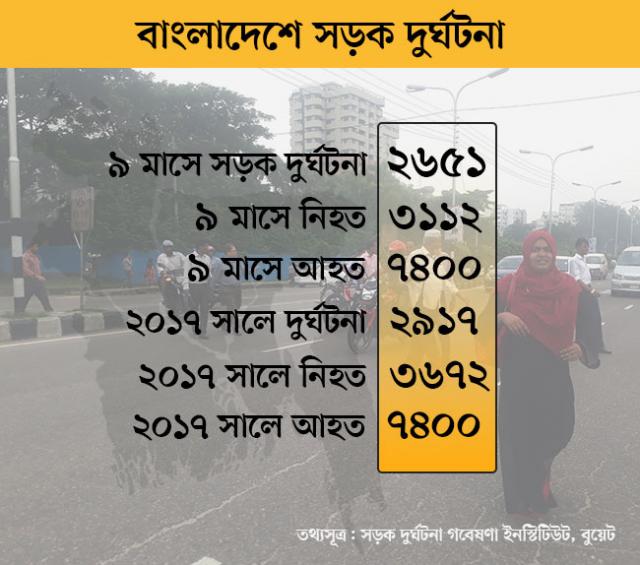 বাংলাদেশে সড়ক দুর্ঘটনা
৯ মাসে সড়ক দুর্ঘটনা ২৬৫১
৯ মাসে নিহত ৩১১২
৯ মাসে আহত ৭৪০০
২০১৭ সালে দুর্ঘটনা ২৯১৭
২০১৭ সালে নিহত ৩৬৭২
২০১৭ সালে আহত ৭৪০০
তথ্যসূত্র : সড়ক দুর্ঘটনা গবেষণা ইনস্টিটিউট, বুয়েট